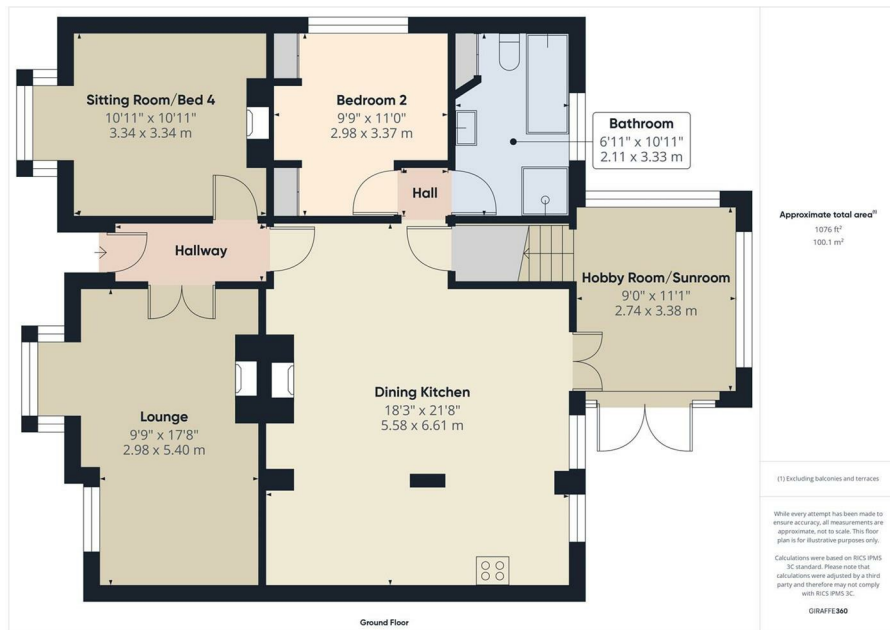 Sitting Room/Bed 4
10'11" x 10'11"
3.34 x 3.34 m
Bedroom 2
9'9" x 11'0"
2.98 x 3.37 m
Bathroom
6'11" x 10'11"
2.11 x 3.33 m
Hall
Hallway
Hobby Room/Sunroom
9'0" x 11'1"
2.74 x 3.38 m
Lounge
9'9" x 17'8"
2.98 x 5.40 m
Dining Kitchen
18'3" x 21'8"
5.58 x 6.61 m
Ground Floor
Approximate total area⁽¹⁾
1076 ft²
100.1 m²
(1) Excluding balconies and terraces
While every attempt has been made to
ensure accuracy, all measurements are
approximate, not to scale. This floor
plan is for illustrative purposes only.
Calculations were based on RICS IPMS
3C standard. Please note that
calculations were adjusted by a third
party and therefore may not comply
with RICS IPMS 3C.
GIRAFFE360